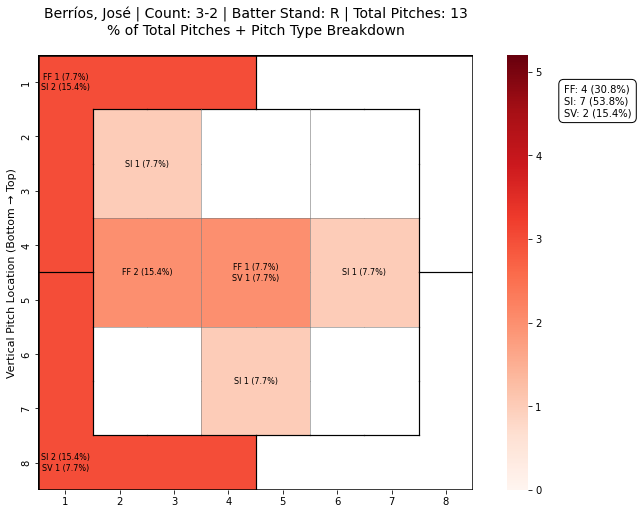 Berríos, José | Count: 3-2 | Batter Stand: R | Total Pitches: 13
% of Total Pitches + Pitch Type Breakdown
FF: 4 (30.8%)
SI: 7 (53.8%)
SV: 2 (15.4%)
Vertical Pitch Location (Bottom → Top)
1
2
3
4
5
6
7
8
FF 1 (7.7%)
SI 2 (15.4%)
SI 1 (7.7%)
FF 2 (15.4%)
FF 1 (7.7%)
SV 1 (7.7%)
SI 1 (7.7%)
SI 1 (7.7%)
SI 2 (15.4%)
SV 1 (7.7%)
1
2
3
4
5
6
7
8
5
4
3
2
1
0